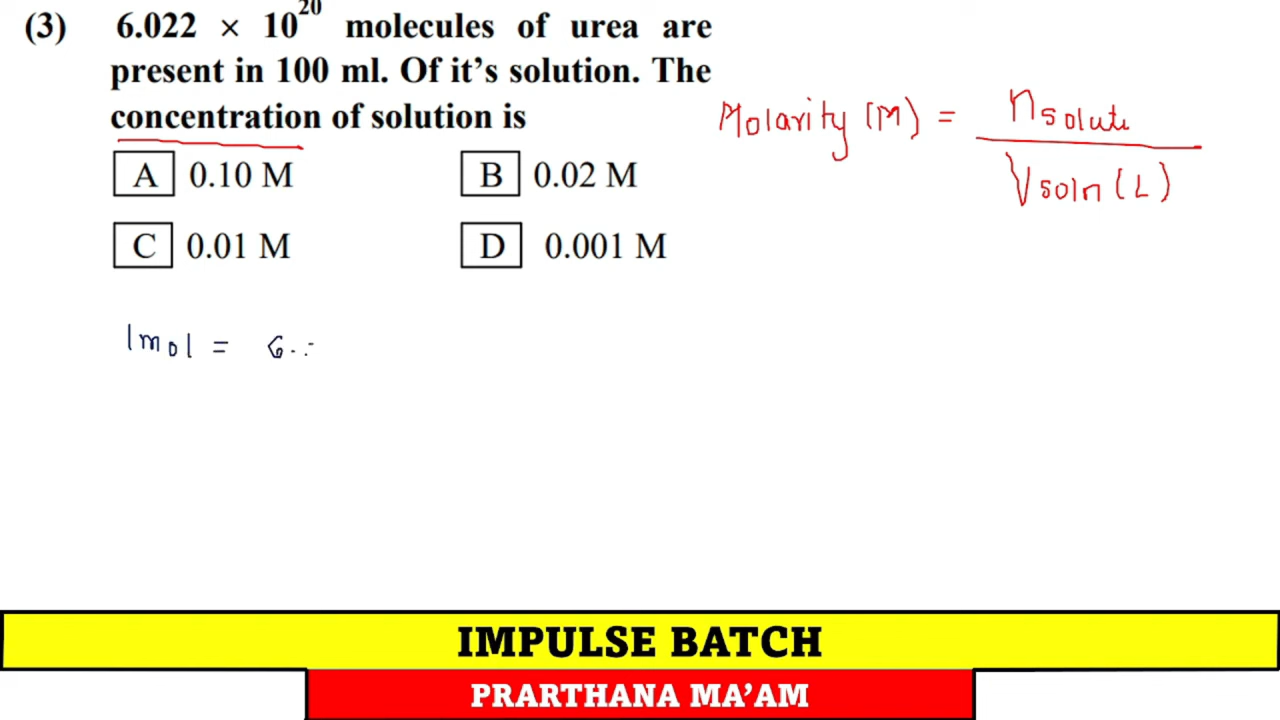 (3) 6.022 × 10^20 molecules of urea are
present in 100 ml. Of it's solution. The
concentration of solution is
A 0.10 M B 0.02 M
C 0.01 M D 0.001 M
Molarity (M) = n solute
V soln (L)
1mol = 6..
IMPULSE BATCH
PRARTHANA MA'AM